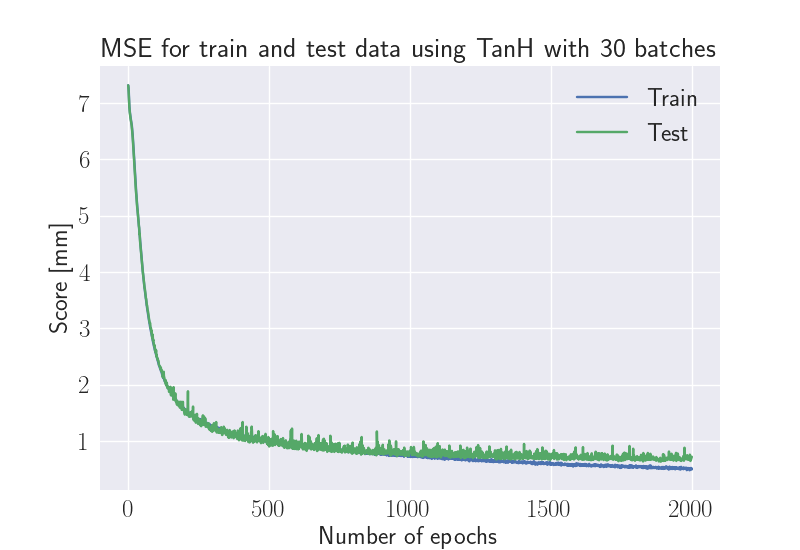 MSE for train and test data using TanH with 30 batches
Train
Test
7
6
5
4
3
2
1
Score [mm]
0
500
1000
1500
2000
Number of epochs